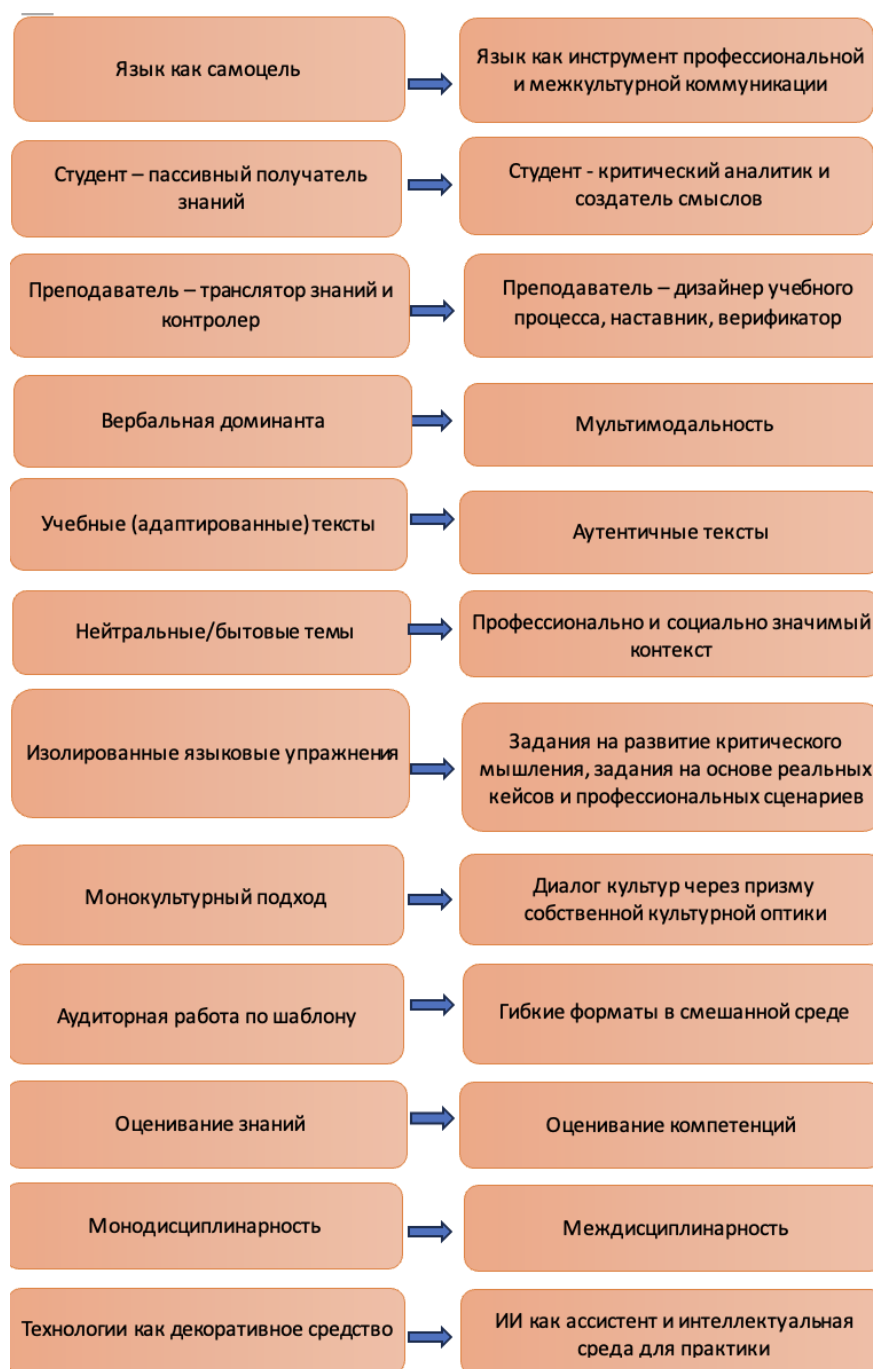 Язык как самоцель
Язык как инструмент профессиональной
и межкультурной коммуникации
Студент – пассивный получатель
знаний
Студент - критический аналитик и
создатель смыслов
Преподаватель – транслятор знаний и
контролер
Преподаватель – дизайнер учебного
процесса, наставник, верификатор
Вербальная доминанта
Мультимодальность
Учебные (адаптированные) тексты
Аутентичные тексты
Нейтральные/бытовые темы
Профессионально и социально значимый
контекст
Изолированные языковые упражнения
Задания на развитие критического
мышления, задания на основе реальных
кейсов и профессиональных сценариев
Монокультурный подход
Диалог культур через призму
собственной культурной оптики
Аудиторная работа по шаблону
Гибкие форматы в смешанной среде
Оценивание знаний
Оценивание компетенций
Монодисциплинарность
Междисциплинарность
Технологии как декоративное средство
ИИ как ассистент и интеллектуальная
среда для практики